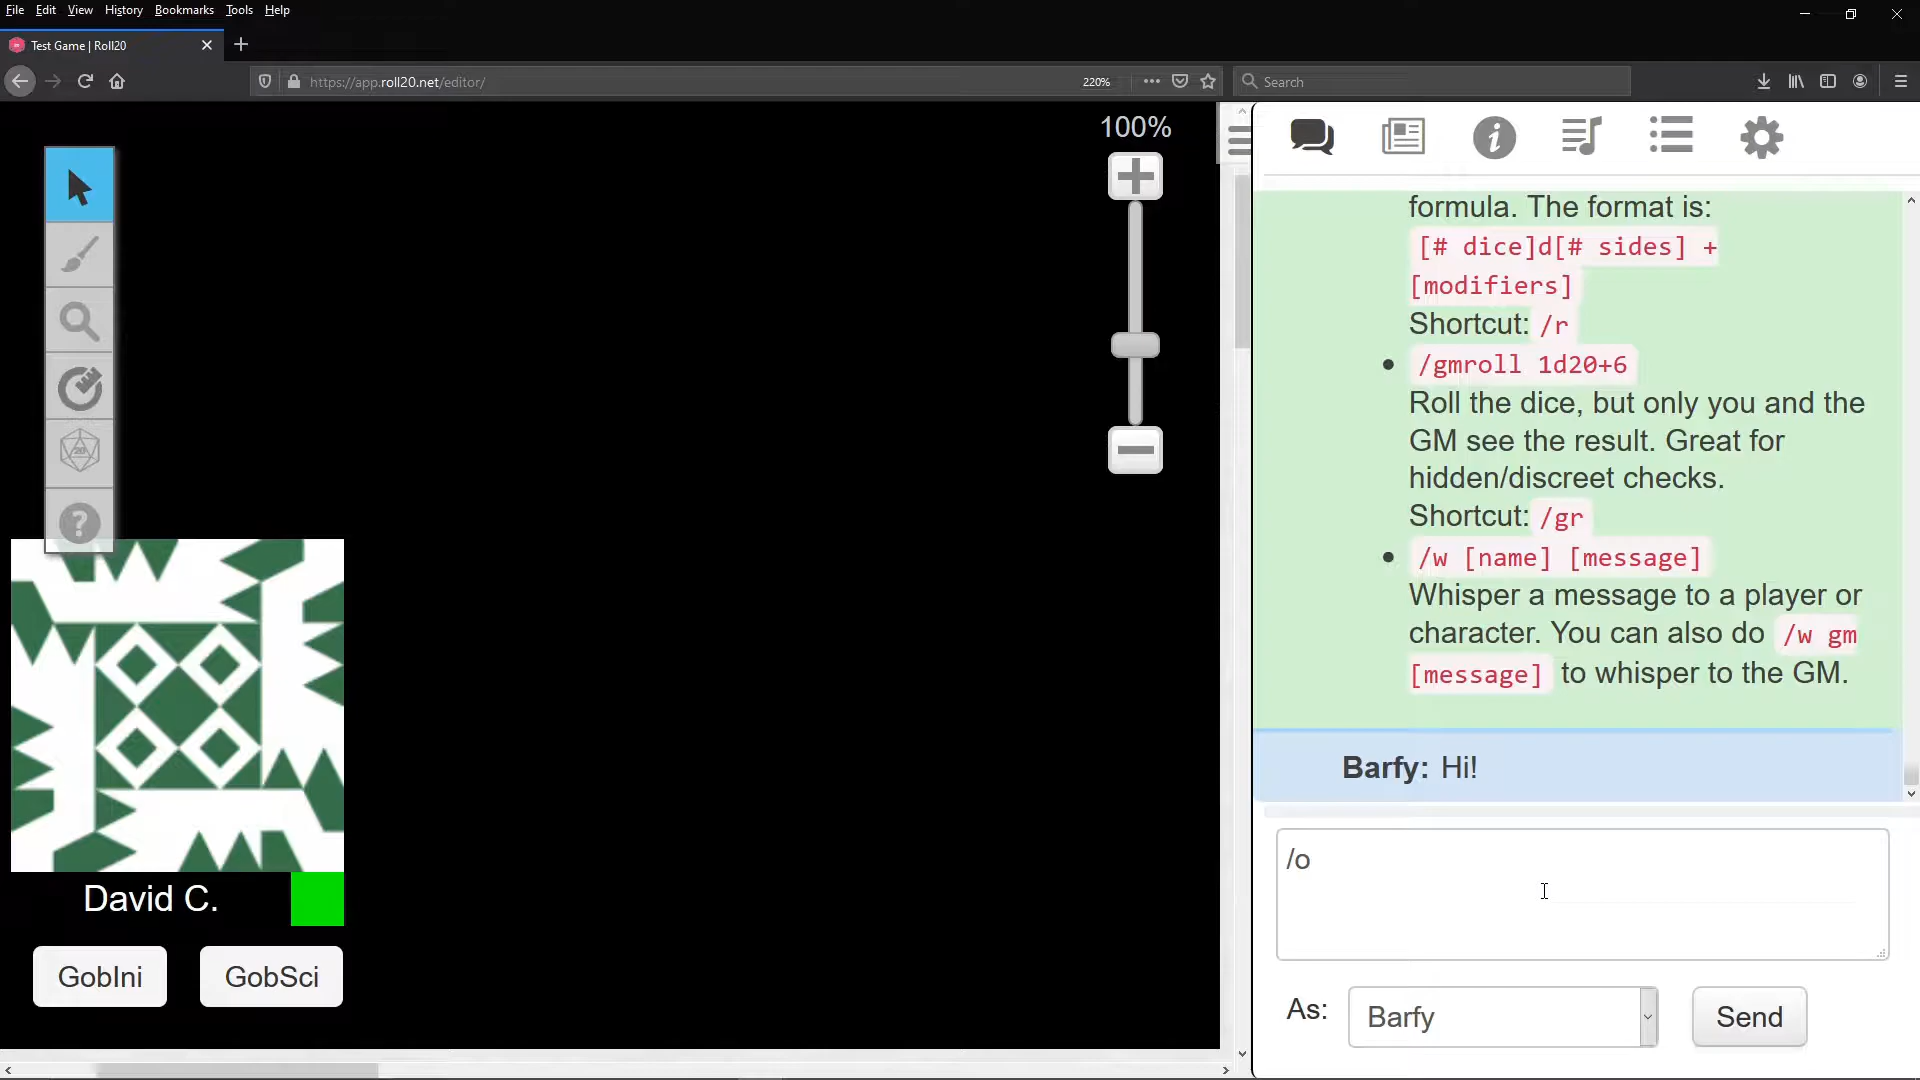 File Edit View History Bookmarks Tools Help
Test Game | Roll20
https://app.roll20.net/editor/
220%
Search
100%
formula. The format is:
[# dice]d[# sides] +
[modifiers]
Shortcut: /r
/gmroll 1d20+6
Roll the dice, but only you and the
GM see the result. Great for
hidden/discreet checks.
Shortcut: /gr
/w [name] [message]
Whisper a message to a player or
character. You can also do /w gm
[message] to whisper to the GM.
Barfy: Hi!
/o
As: Barfy Send
20
?
David C.
GobIni GobSci